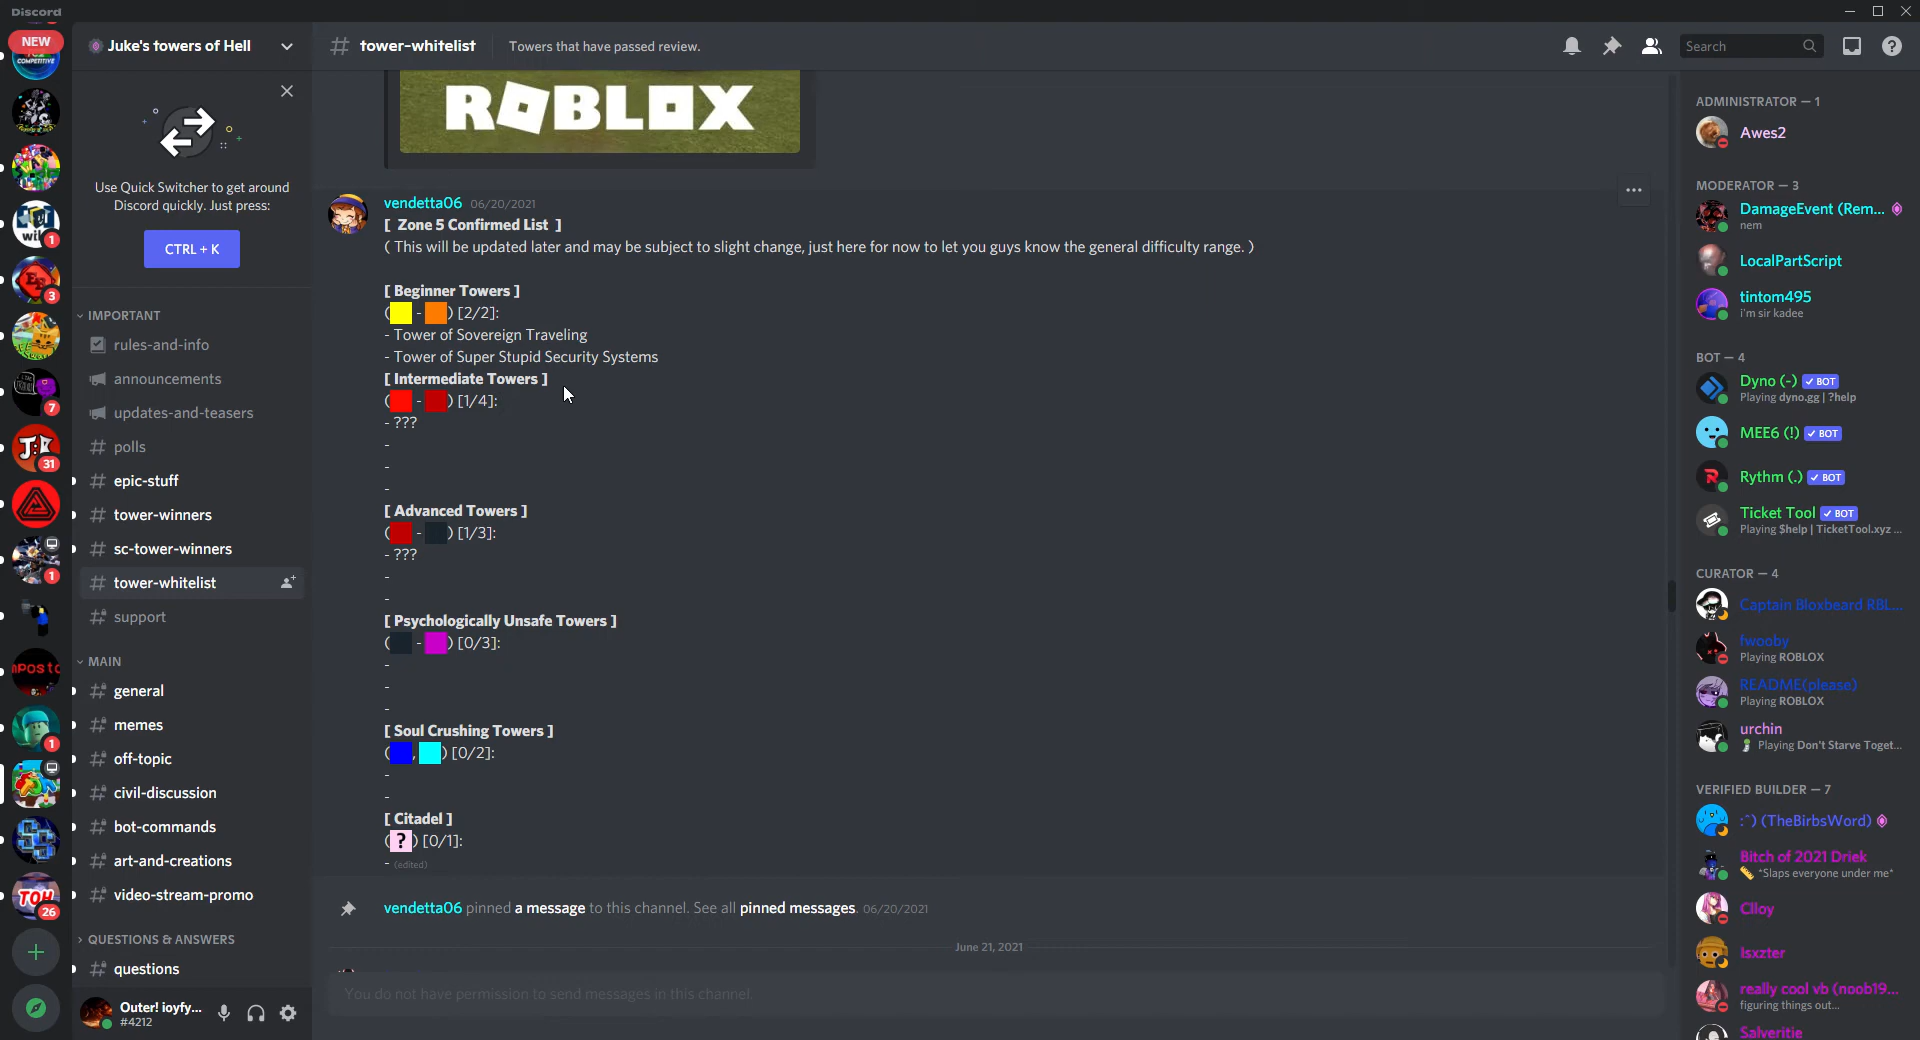 Discord
NEW
COMPETITIVE
Juke's towers of Hell
# tower-whitelist
Towers that have passed review.
Search
Use Quick Switcher to get around
Discord quickly. Just press:
CTRL + K
IMPORTANT
rules-and-info
announcements
updates-and-teasers
polls
epic-stuff
tower-winners
sc-tower-winners
tower-whitelist
support
MAIN
general
memes
off-topic
civil-discussion
bot-commands
art-and-creations
video-stream-promo
QUESTIONS & ANSWERS
questions
Outer! ioyfy...
#4212
wik
1
3
7
31
1
1
TOH
26
ROBLOX
vendetta06 06/20/2021
[ Zone 5 Confirmed List ]
( This will be updated later and may be subject to slight change, just here for now to let you guys know the general difficulty range. )
[ Beginner Towers ]
( - ) [2/2]:
- Tower of Sovereign Traveling
- Tower of Super Stupid Security Systems
[ Intermediate Towers ]
( - ) [1/4]:
- ???
-
-
-
[ Advanced Towers ]
( - ) [1/3]:
- ???
-
-
[ Psychologically Unsafe Towers ]
( - ) [0/3]:
-
-
-
[ Soul Crushing Towers ]
( , ) [0/2]:
-
-
[ Citadel ]
( ? ) [0/1]:
- (edited)
vendetta06 pinned a message to this channel. See all pinned messages. 06/20/2021
June 21, 2021
You do not have permission to send messages in this channel.
ADMINISTRATOR — 1
Awes2
MODERATOR — 3
DamageEvent (Rem...
nem
LocalPartScript
tintom495
i'm sir kadee
BOT — 4
Dyno (-) ✓ BOT
Playing dyno.gg | ?help
MEE6 (!) ✓ BOT
Rythm (.) ✓ BOT
Ticket Tool ✓ BOT
Playing $help | TicketTool.xyz ...
CURATOR — 4
Captain Bloxbeard RBL...
fwooby
Playing ROBLOX
README(please)
Playing ROBLOX
urchin
Playing Don't Starve Toget...
VERIFIED BUILDER — 7
:^) (TheBirbsWord)
Bitch of 2021 Driek
*Slaps everyone under me*
Clloy
Isxzter
really cool vb (noob19...
figuring things out...
Salveritie